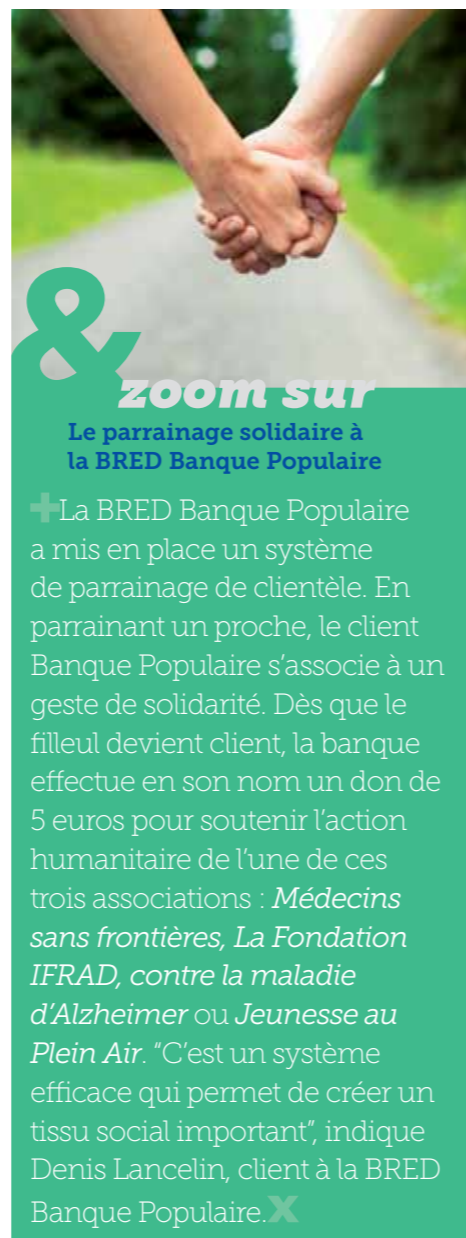 &
zoom sur
Le parrainage solidaire à
la BRED Banque Populaire
+La BRED Banque Populaire
a mis en place un système
de parrainage de clientèle. En
parrainant un proche, le client
Banque Populaire s’associe à un
geste de solidarité. Dès que le
filleul devient client, la banque
effectue en son nom un don de
5 euros pour soutenir l’action
humanitaire de l’une de ces
trois associations : Médecins
sans frontières, La Fondation
IFRAD, contre la maladie
d’Alzheimer ou Jeunesse au
Plein Air. “C’est un système
efficace qui permet de créer un
tissu social important”, indique
Denis Lancelin, client à la BRED
Banque Populaire.x